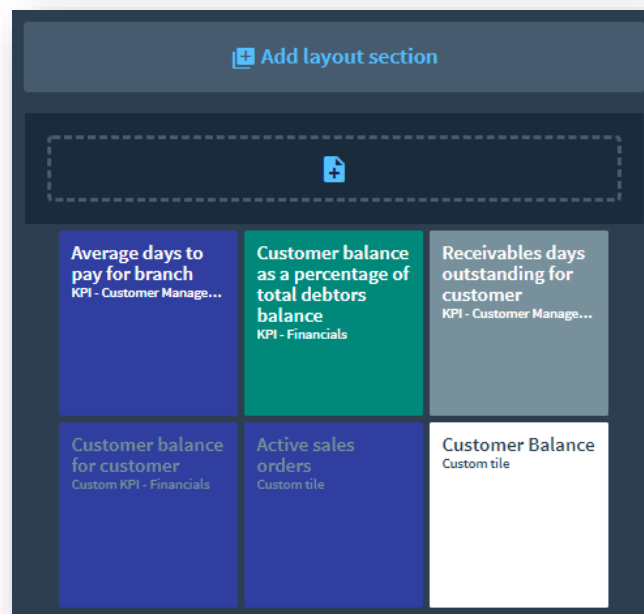 Add layout section
Average days to
pay for branch
KPI - Customer Manage...
Customer balance
as a percentage of
total debtors
balance
KPI - Financials
Receivables days
outstanding for
customer
KPI - Customer Manage...
Customer balance
for customer
Custom KPI - Financials
Active sales
orders
Custom tile
Customer Balance
Custom tile